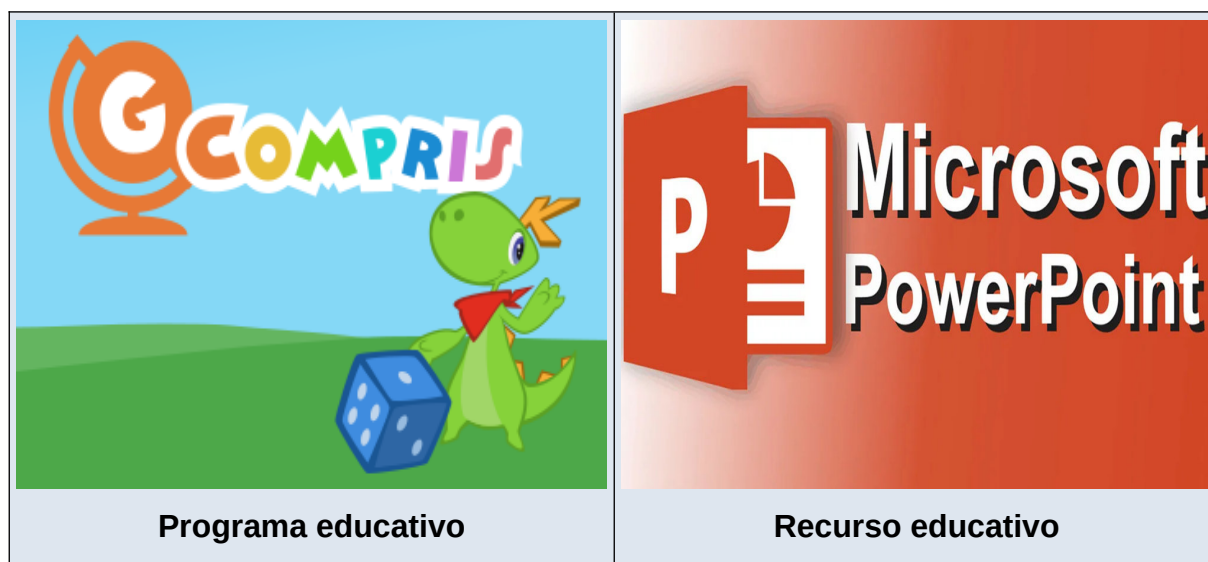 GCOMPRIS
Programa educativo
P
Microsoft
PowerPoint
Recurso educativo